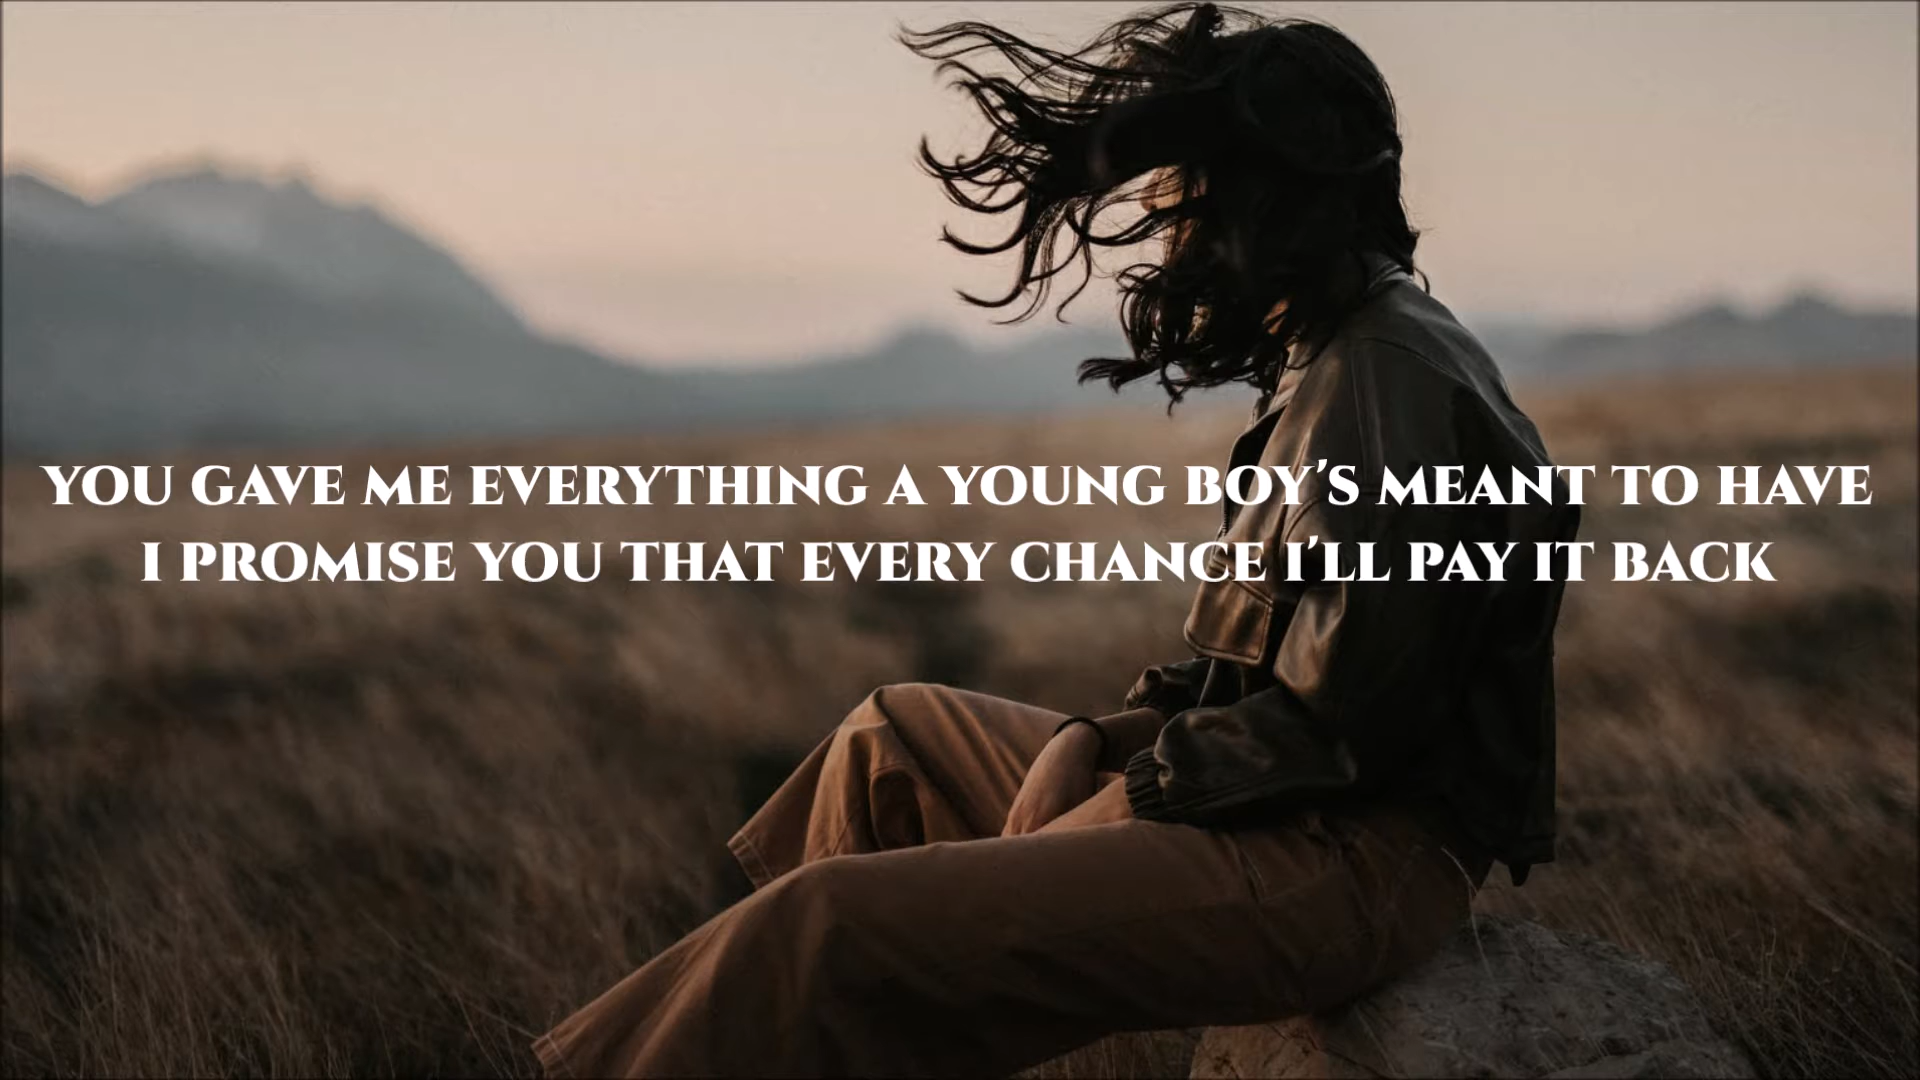 YOU GAVE ME EVERYTHING A YOUNG BOY'S MEANT TO HAVE
I PROMISE YOU THAT EVERY CHANCE I'LL PAY IT BACK